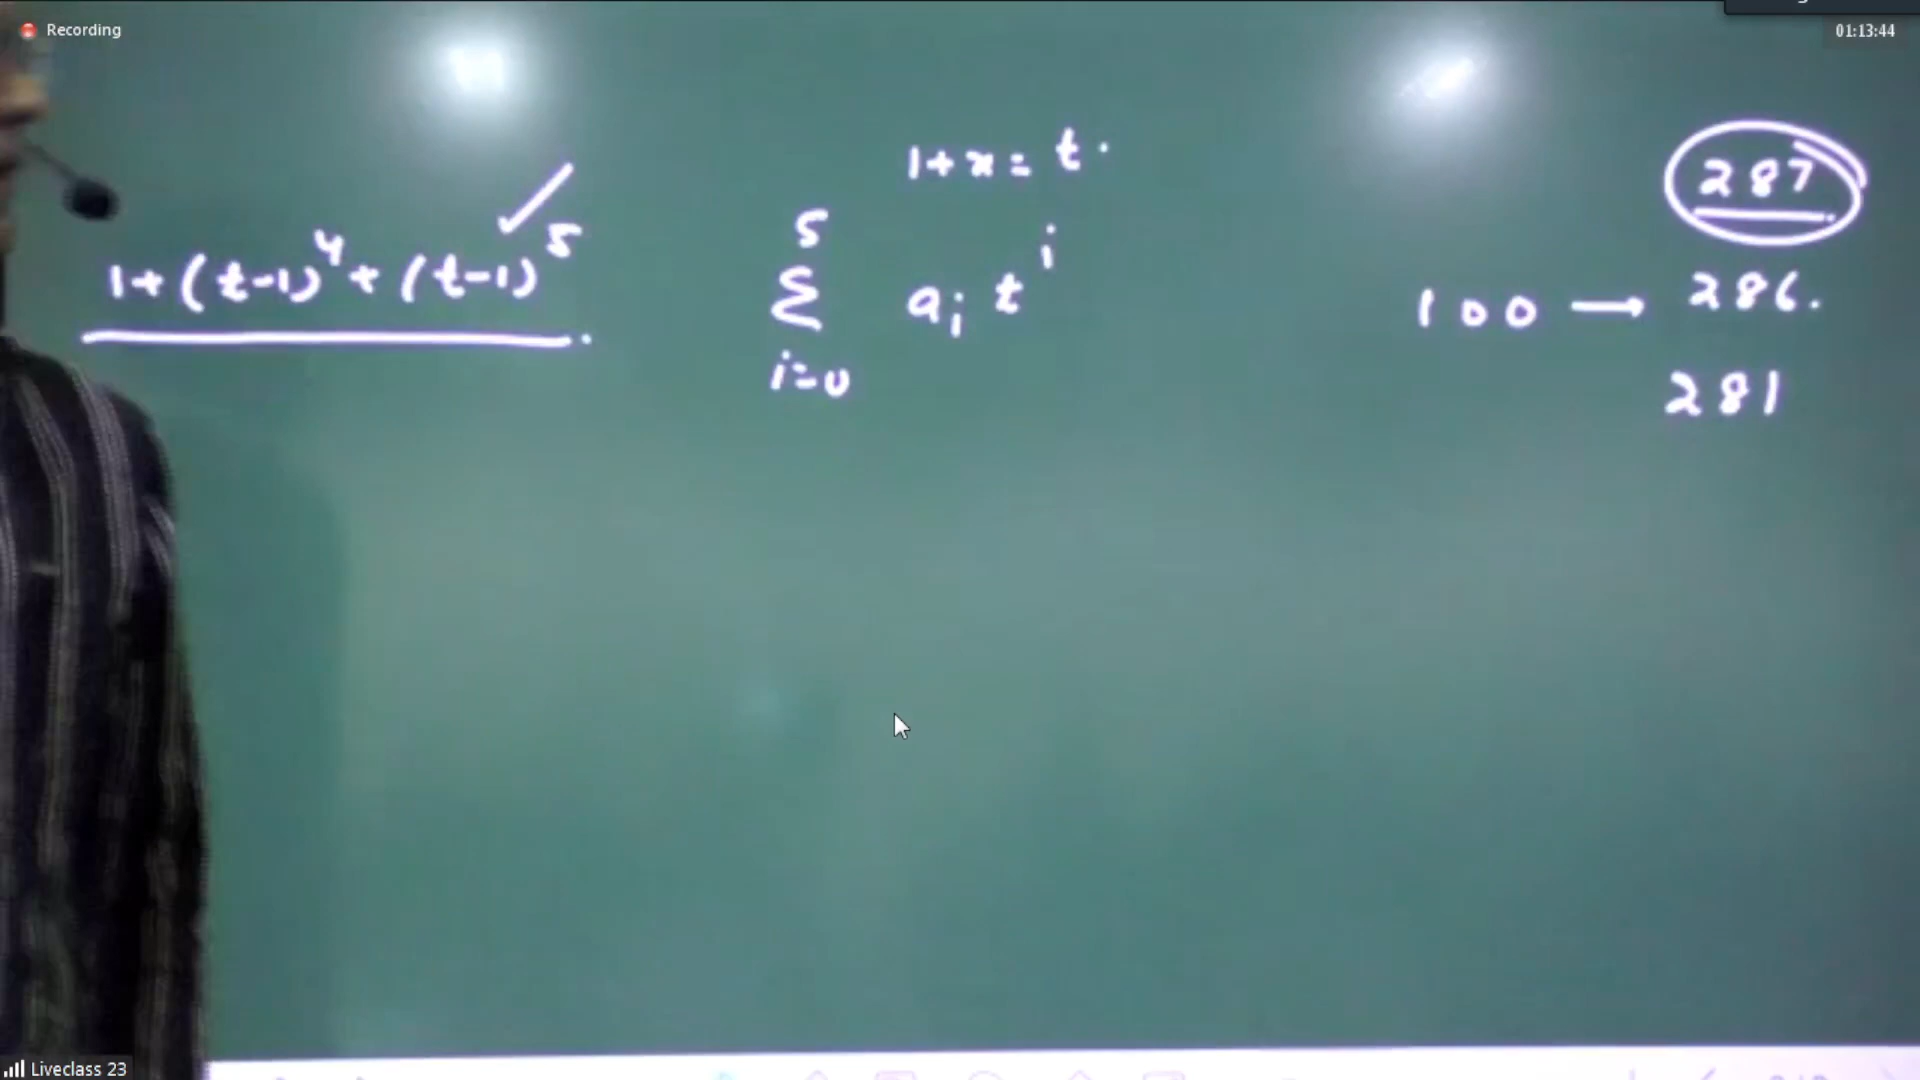 Recording
01:13:44
1+x = t.
287
1+(t-1)^4+(t-1)^5
5
Σ a_i t^i
i=0
100 → 286.
281
Liveclass 23